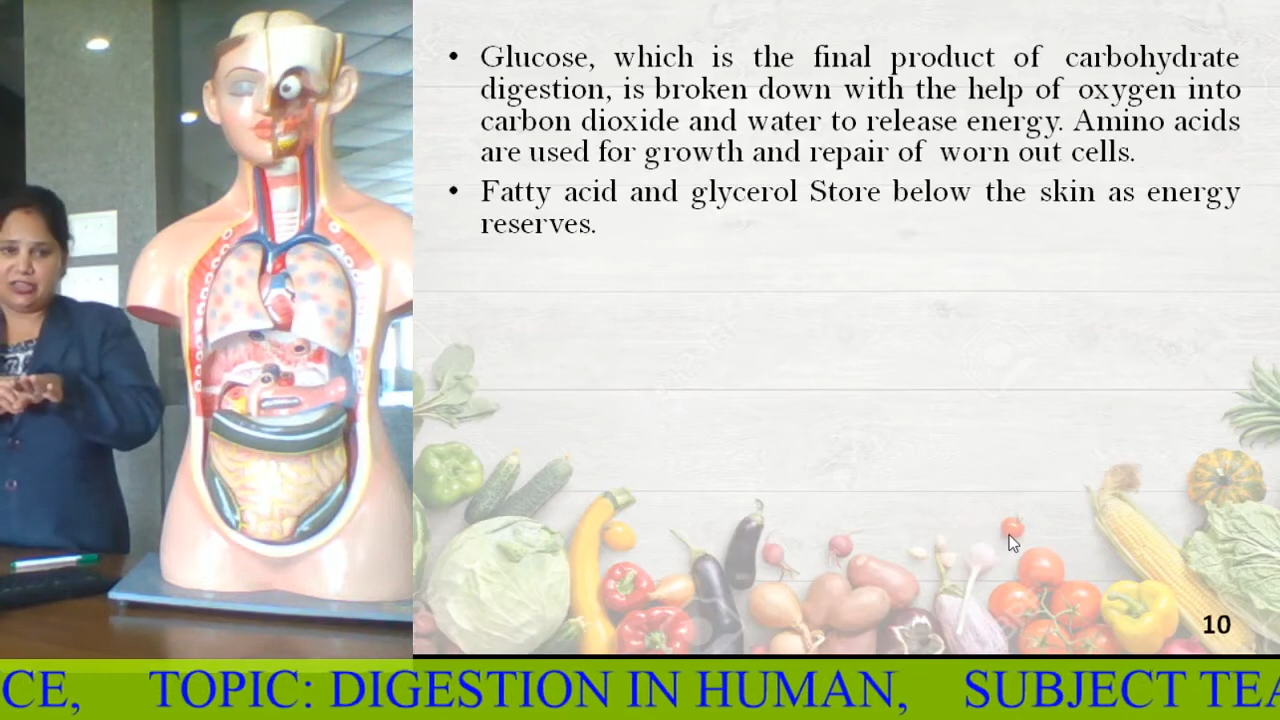 • Glucose, which is the final product of carbohydrate
digestion, is broken down with the help of oxygen into
carbon dioxide and water to release energy. Amino acids
are used for growth and repair of worn out cells.
• Fatty acid and glycerol Store below the skin as energy
reserves.
10
CE, TOPIC: DIGESTION IN HUMAN, SUBJECT TEA